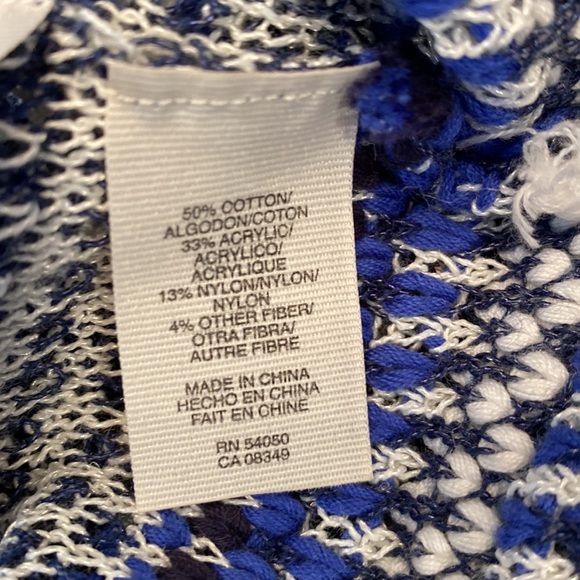 50% COTTON/
ALGODON/COTON
33% ACRYLIC/
ACRYLICO/
ACRYLIQUE
13% NYLON/NYLON/
NYLON
4% OTHER FIBER/
OTRA FIBRA/
AUTRE FIBRE
MADE IN CHINA
HECHO EN CHINA
FAIT EN CHINE
RN 54050
CA 08349